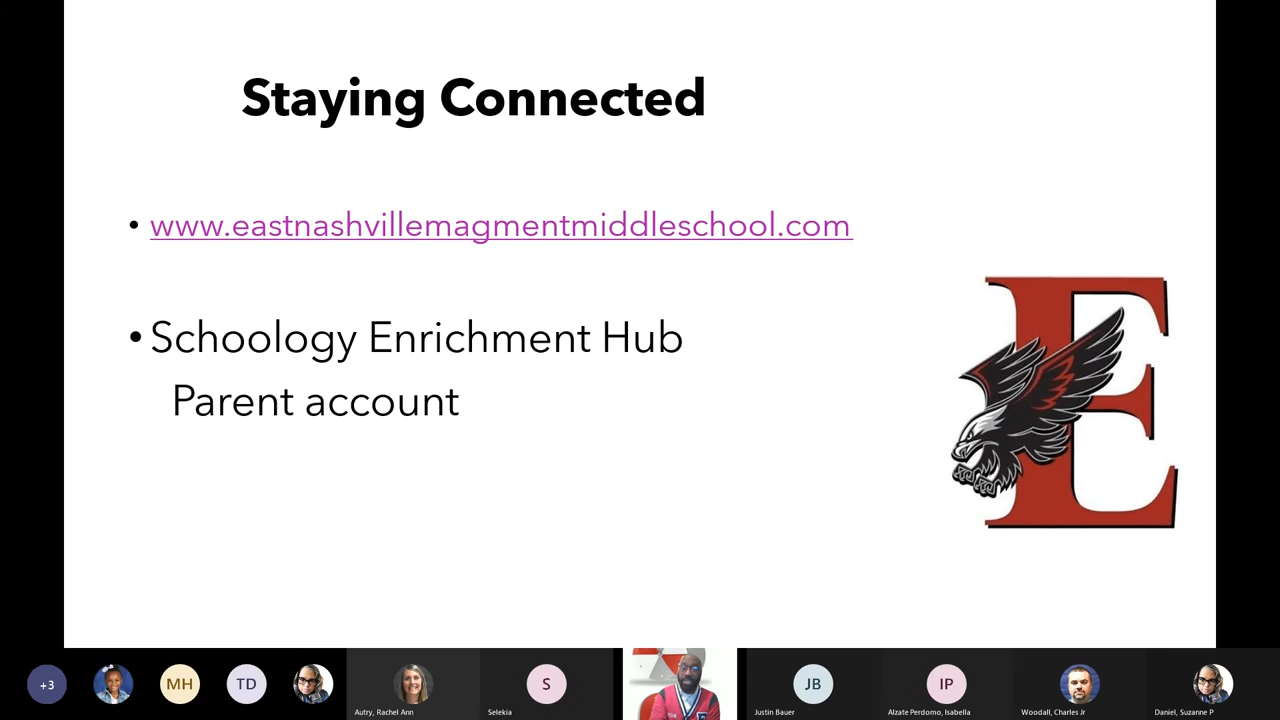 Staying Connected
• www.eastnashvillemagmentmiddleschool.com
• Schoology Enrichment Hub
Parent account
E
+3
MH
TD
Autry, Rachel Ann
S
Selekia
JB
Justin Bauer
IP
Alzate Perdomo, Isabella
Woodall, Charles Jr
Daniel, Suzanne P